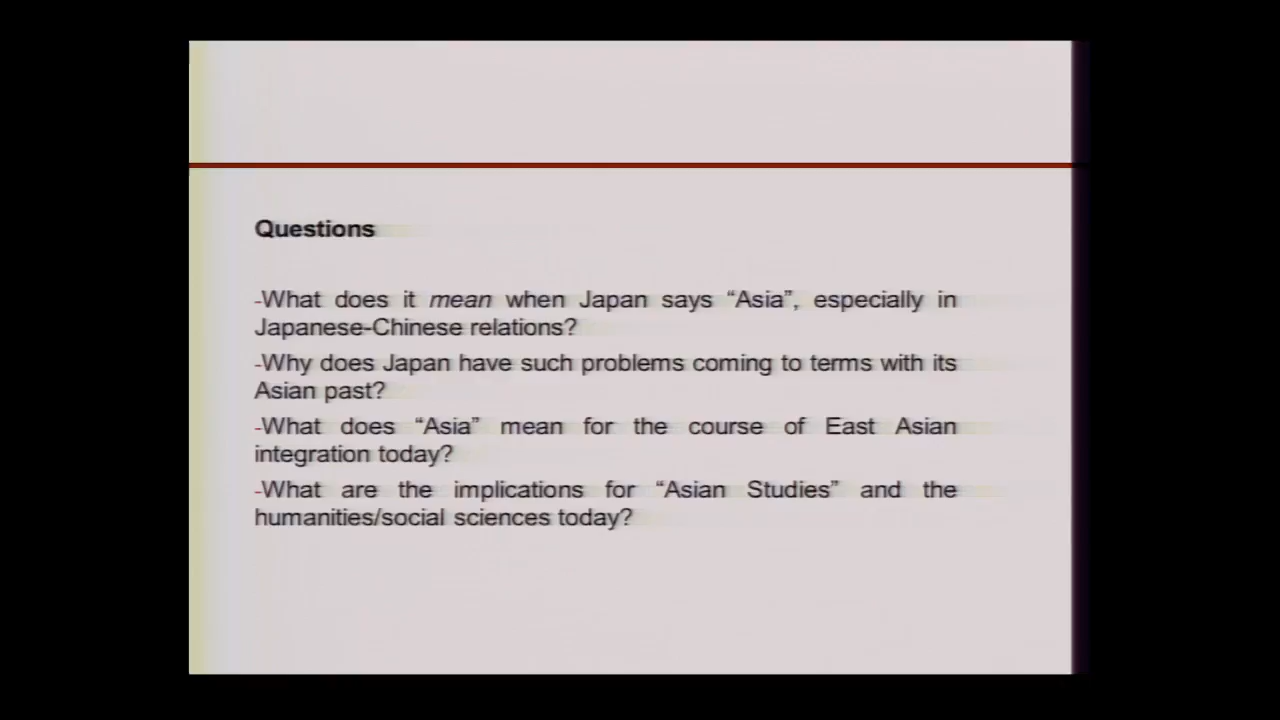 Questions
-What does it mean when Japan says “Asia”, especially in
Japanese-Chinese relations?
-Why does Japan have such problems coming to terms with its
Asian past?
-What does “Asia” mean for the course of East Asian
integration today?
-What are the implications for “Asian Studies” and the
humanities/social sciences today?